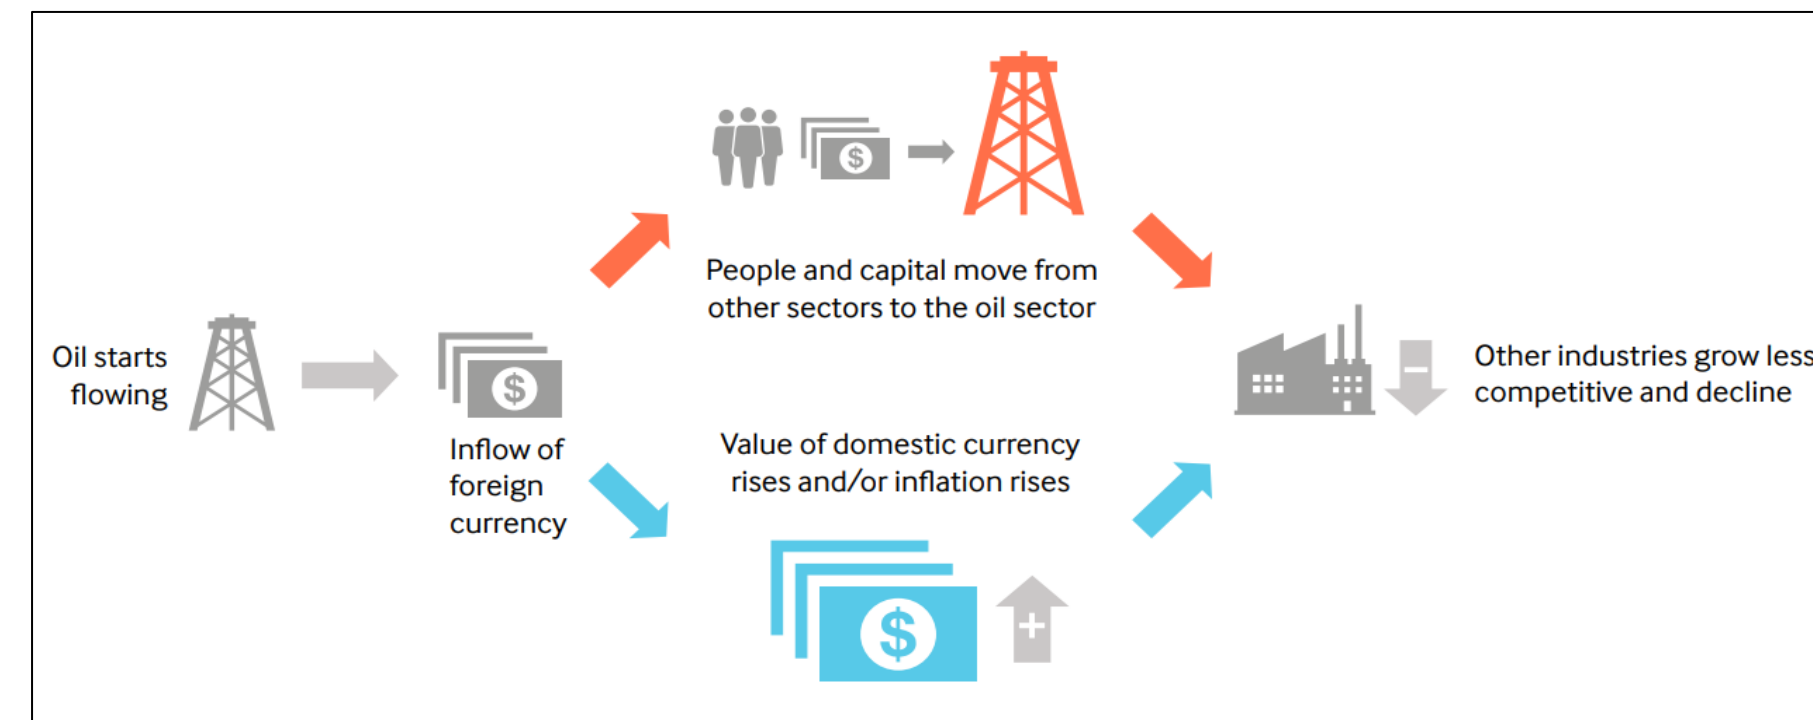 Oil starts
flowing
$
Inflow of
foreign
currency
$
People and capital move from
other sectors to the oil sector
Value of domestic currency
rises and/or inflation rises
$
+
-
Other industries grow less
competitive and decline